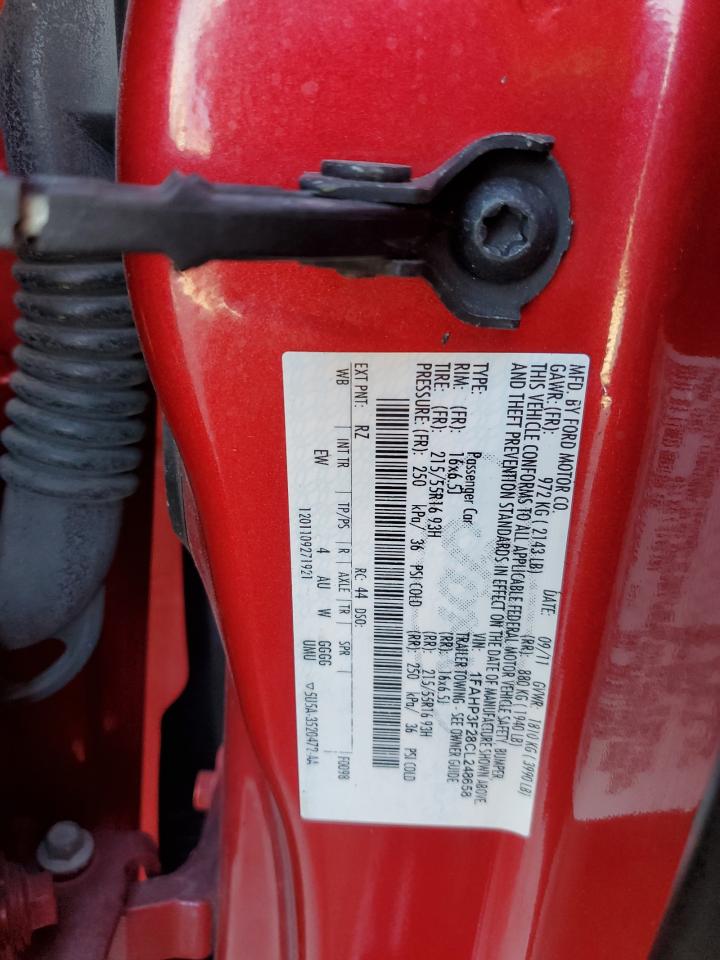 MFD. BY FORD MOTOR CO. DATE: 09/11 GVWR: 1810 KG ( 3990 LB)
GAWR: (FR): 972 KG ( 2143 LB) (RR): 880 KG ( 1940 LB)
THIS VEHICLE CONFORMS TO ALL APPLICABLE FEDERAL MOTOR VEHICLE SAFETY, BUMPER,
AND THEFT PREVENTION STANDARDS IN EFFECT ON THE DATE OF MANUFACTURE SHOWN ABOVE.
VIN: 1FAHP3F28CL248658
TYPE: Passenger Car TRAILER TOWING - SEE OWNER GUIDE
RIM: (FR): 16x6.5J (RR): 16x6.5J
TIRE: (FR): 215/55R16 93H (RR): 215/55R16 93H
PRESSURE: (FR): 250 kPa/ 36 PSI COLD (RR): 250 kPa/ 36 PSI COLD
EXT PNT: RZ RC: 44 DSO: F0098
WB INT TR TP/PS R AXLE TR SPR
EW 4 AU W GGGG
1201109271921 UMU ▽5U5A-3520472-AA